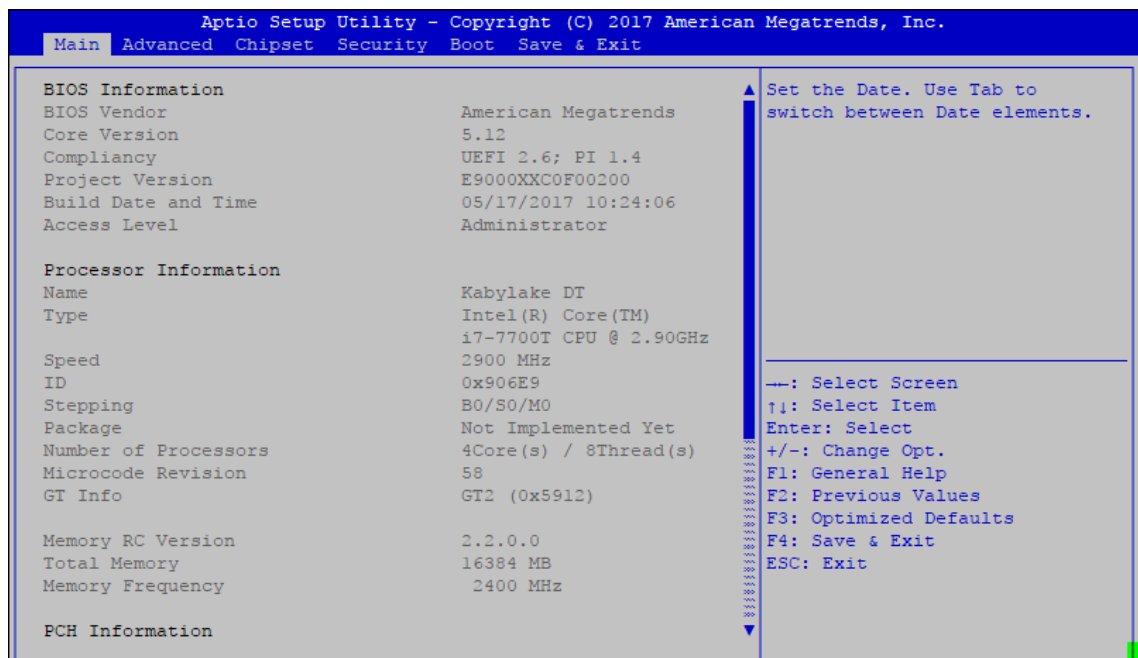 Aptio Setup Utility - Copyright (C) 2017 American Megatrends, Inc.
Main Advanced Chipset Security Boot Save & Exit
BIOS Information
BIOS Vendor American Megatrends
Core Version 5.12
Compliancy UEFI 2.6; PI 1.4
Project Version E9000XXC0F00200
Build Date and Time 05/17/2017 10:24:06
Access Level Administrator
Processor Information
Name Kabylake DT
Type Intel(R) Core(TM)
i7-7700T CPU @ 2.90GHz
Speed 2900 MHz
ID 0x906E9
Stepping B0/S0/M0
Package Not Implemented Yet
Number of Processors 4Core(s) / 8Thread(s)
Microcode Revision 58
GT Info GT2 (0x5912)
Memory RC Version 2.2.0.0
Total Memory 16384 MB
Memory Frequency 2400 MHz
PCH Information
Set the Date. Use Tab to
switch between Date elements.
→←: Select Screen
↑↓: Select Item
Enter: Select
+/-: Change Opt.
F1: General Help
F2: Previous Values
F3: Optimized Defaults
F4: Save & Exit
ESC: Exit